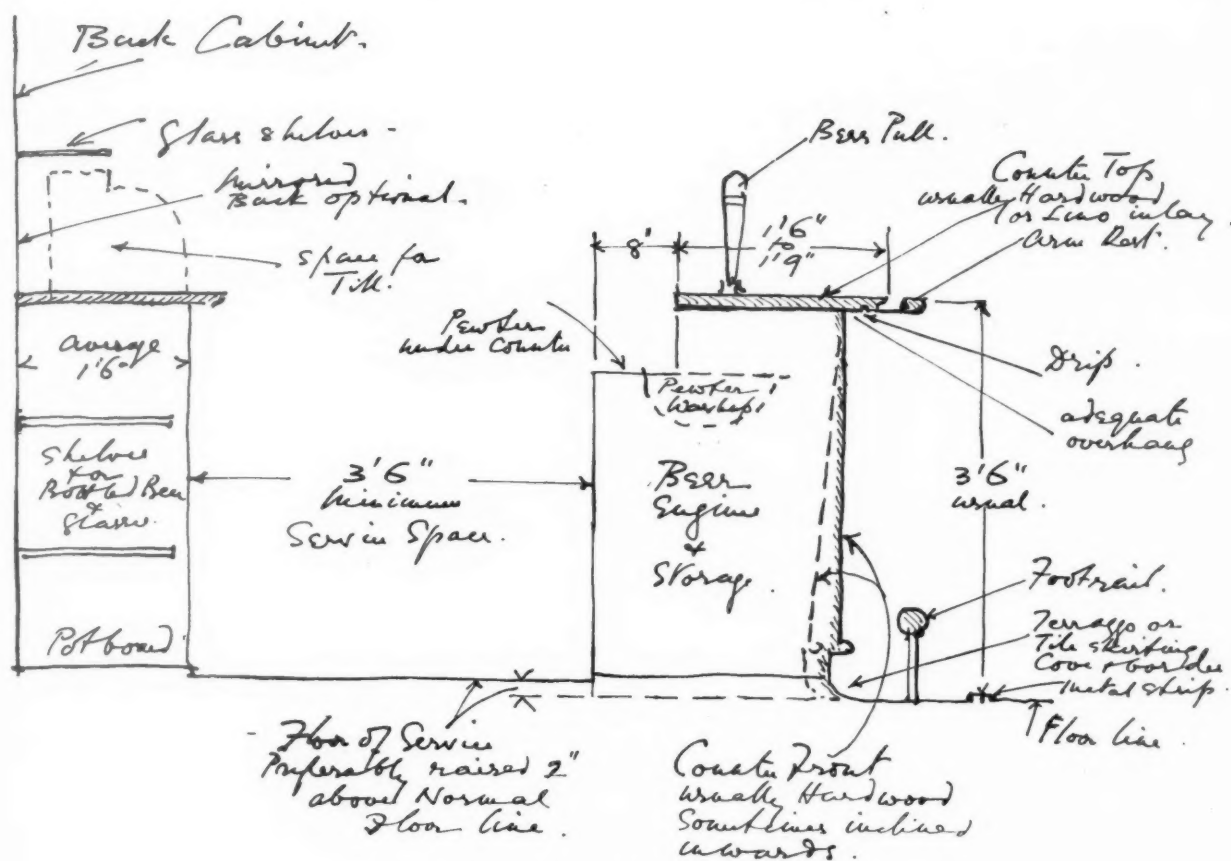 Back Cabinet.
Glass shelves -
Mirrored
Back optional.
space for
Till.
average
1'6"
Shelves
for
Bottled Beer
&
Glasses.
Potboard
3'6"
minimum
Service Space.
Floor of Service
Preferably raised 2"
above Normal
Floor line.
8"
1'6"
to
1'9"
Beer Pull.
Counter Top
usually Hardwood
or Lino inlay.
Arm Rest.
Pewter
under Counter
Pewter
Washup
Beer
Engine
&
Storage.
Drip.
adequate
overhang
3'6"
usual.
Footrail.
Terrazzo or
Tile skirting
Cove & border
metal strip.
Floor line.
Counter Front
usually Hardwood
Sometimes inclined
inwards.